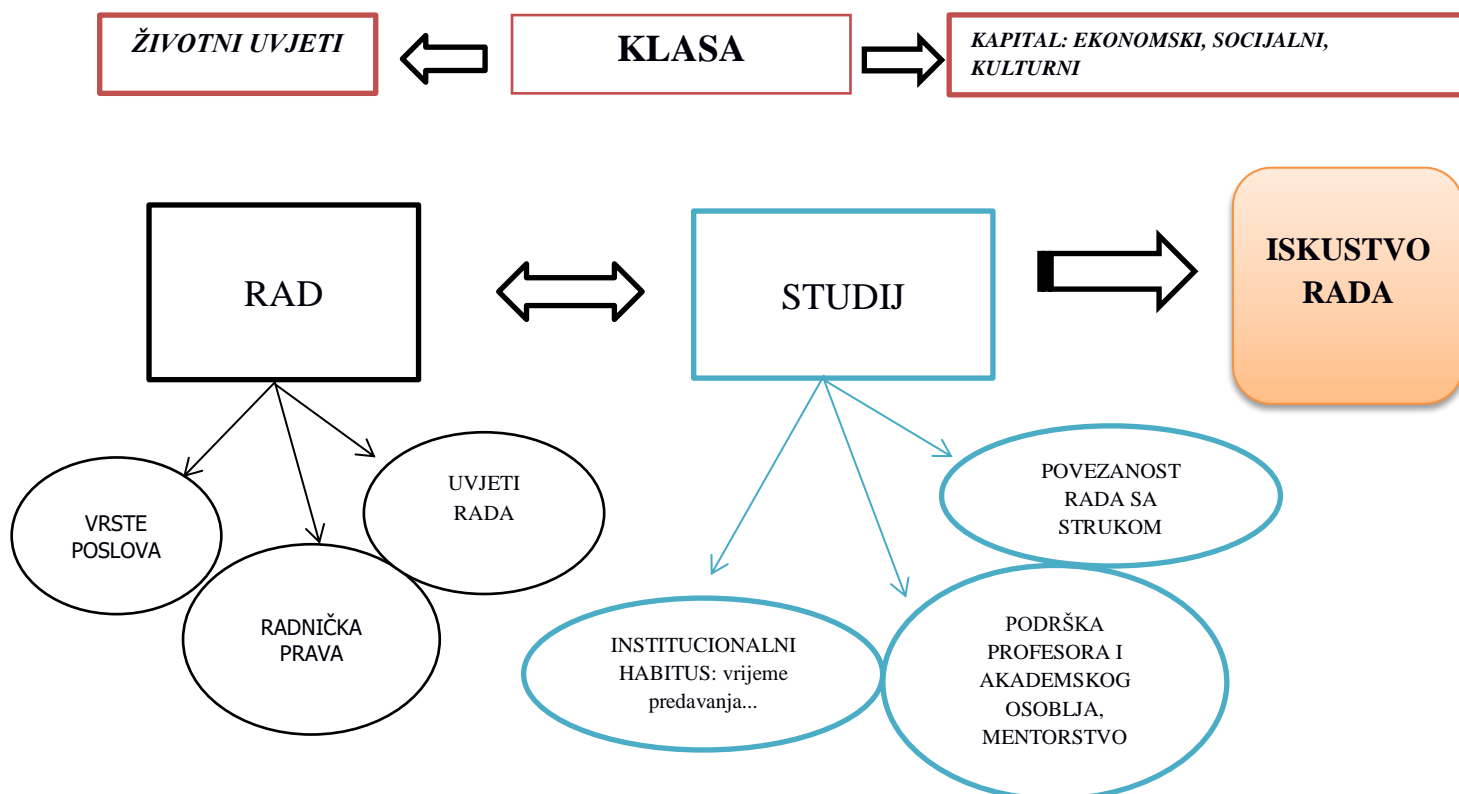 ŽIVOTNI UVJETI
KLASA
KAPITAL: EKONOMSKI, SOCIJALNI,
KULTURNI
RAD
STUDIJ
ISKUSTVO
RADA
VRSTE
POSLOVA
UVJETI
RADA
RADNIČKA
PRAVA
POVEZANOST
RADA SA
STRUKOM
INSTITUCIONALNI
HABITUS: vrijeme
predavanja...
PODRŠKA
PROFESORA I
AKADEMSKOG
OSOBLJA,
MENTORSTVO